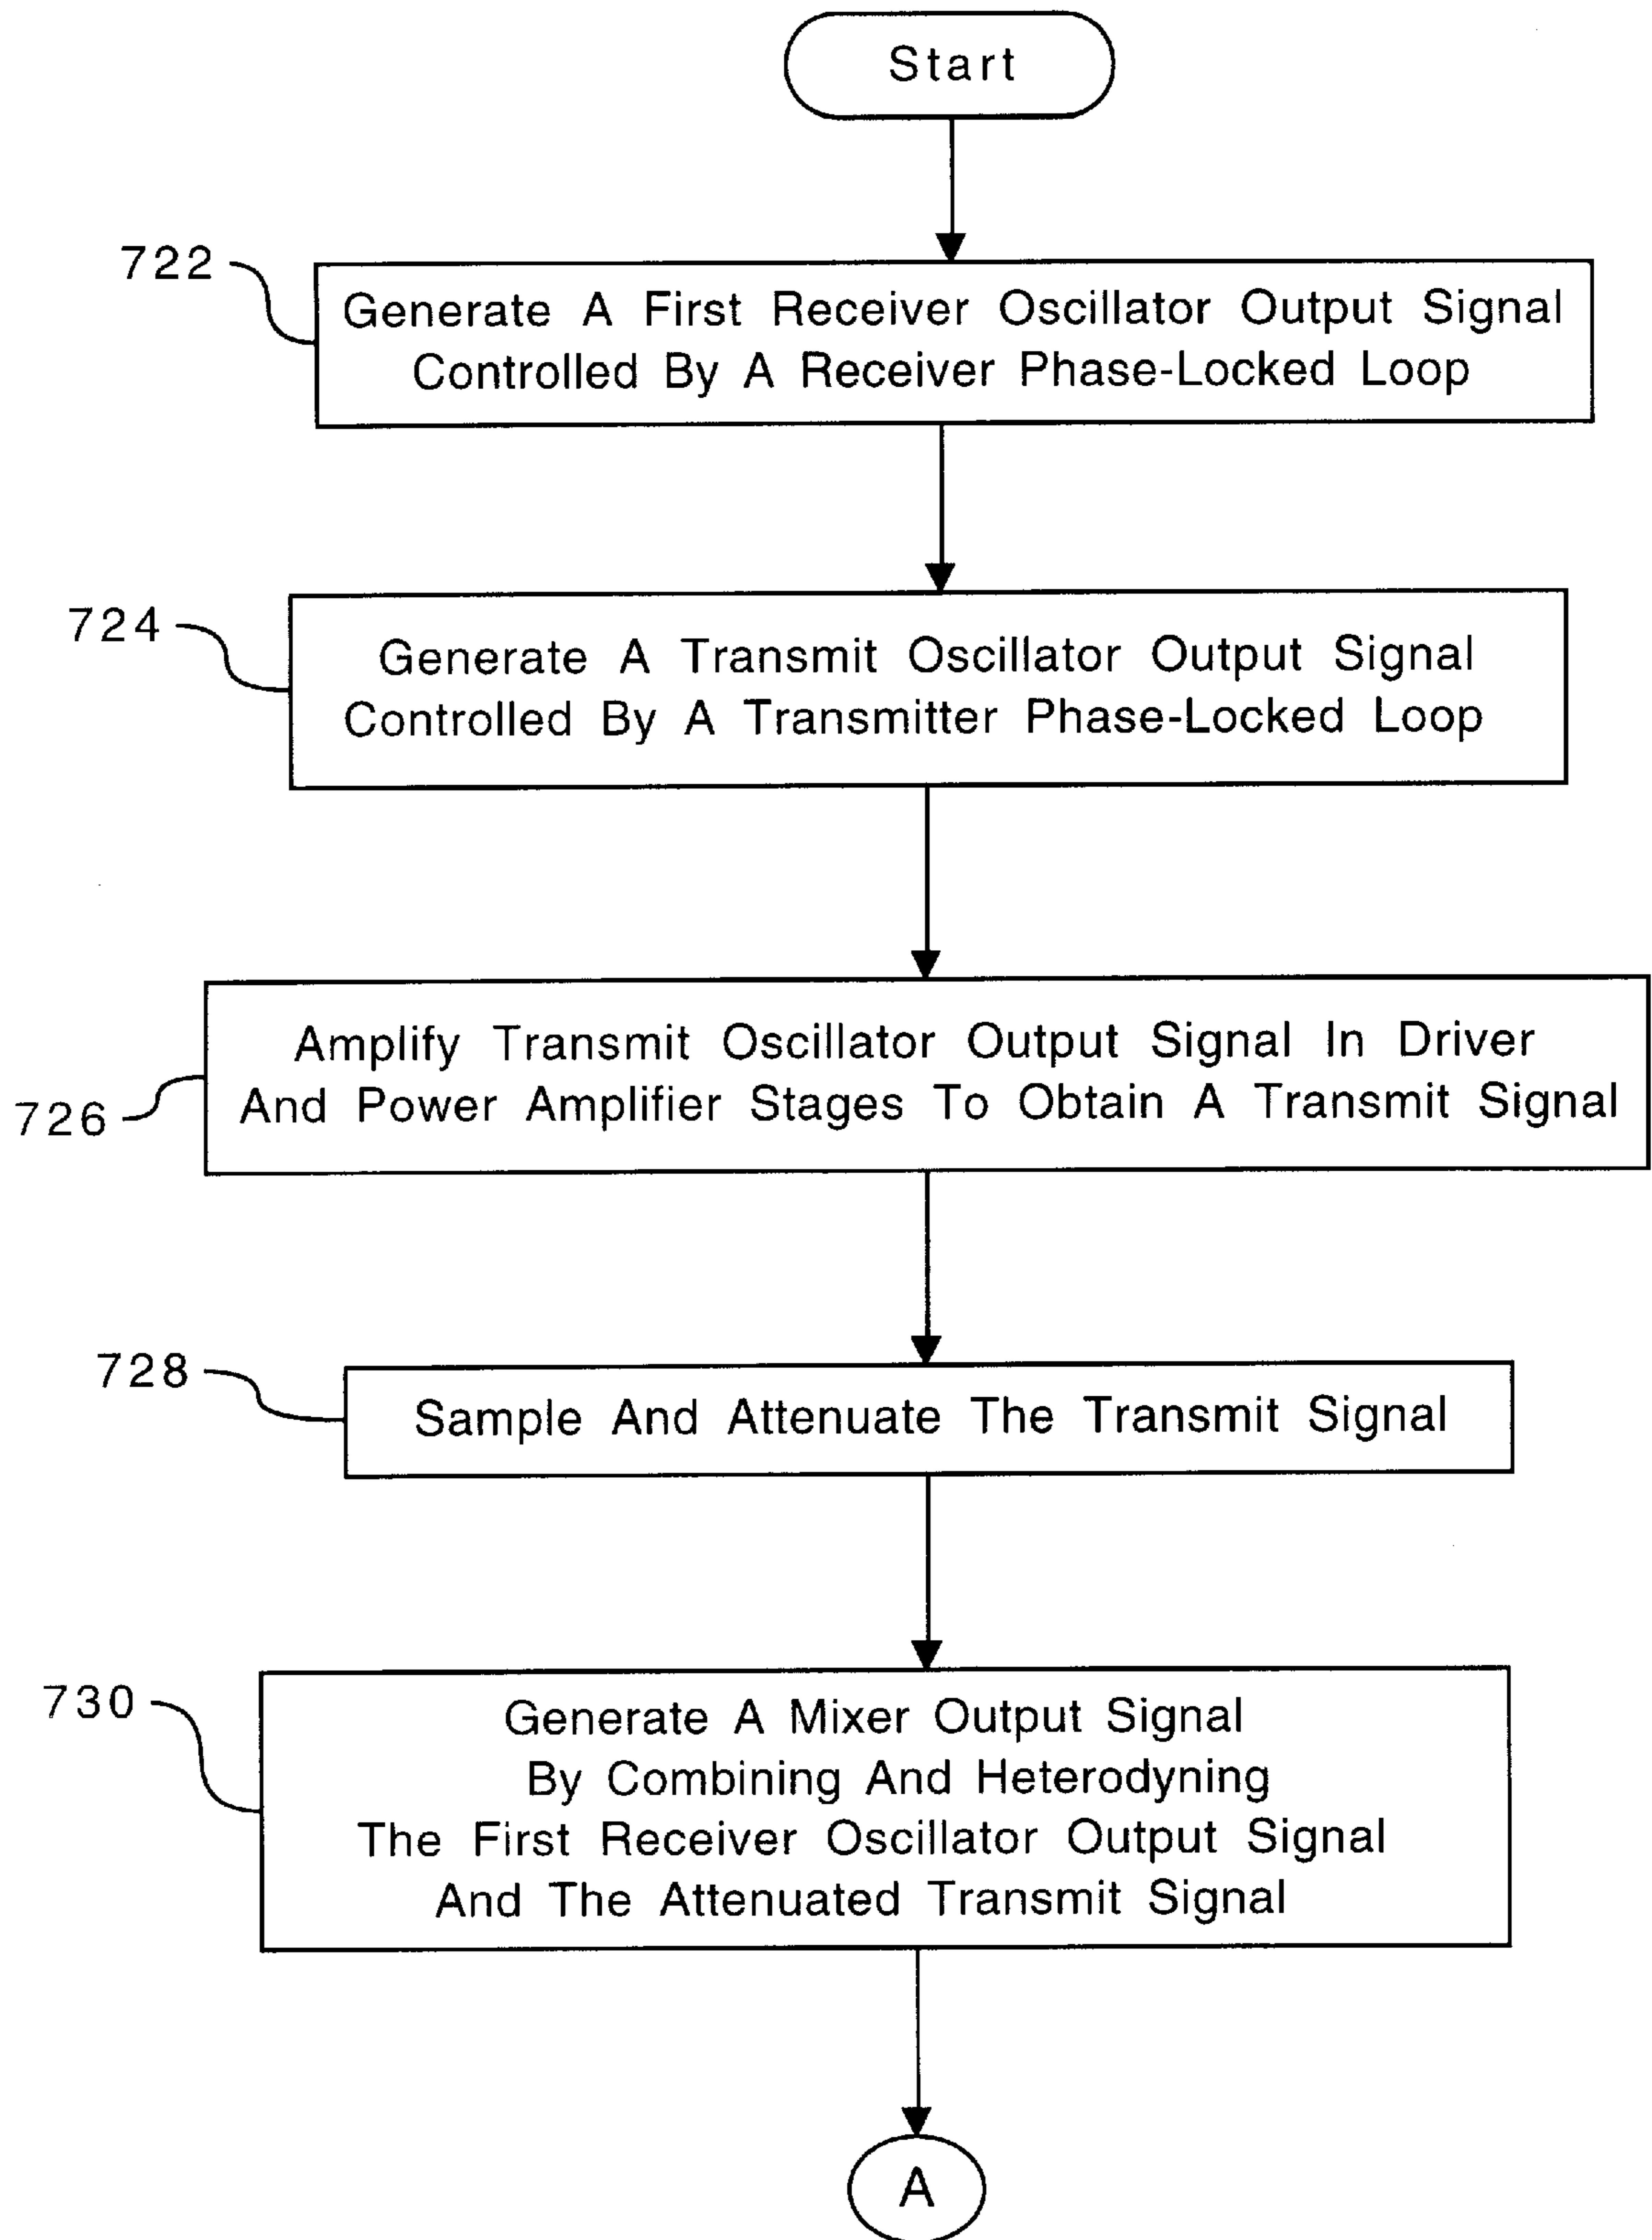 Start
722
Generate A First Receiver Oscillator Output Signal
Controlled By A Receiver Phase-Locked Loop
724
Generate A Transmit Oscillator Output Signal
Controlled By A Transmitter Phase-Locked Loop
Amplify Transmit Oscillator Output Signal In Driver
And Power Amplifier Stages To Obtain A Transmit Signal
726
728
Sample And Attenuate The Transmit Signal
730
Generate A Mixer Output Signal
By Combining And Heterodyning
The First Receiver Oscillator Output Signal
And The Attenuated Transmit Signal
A